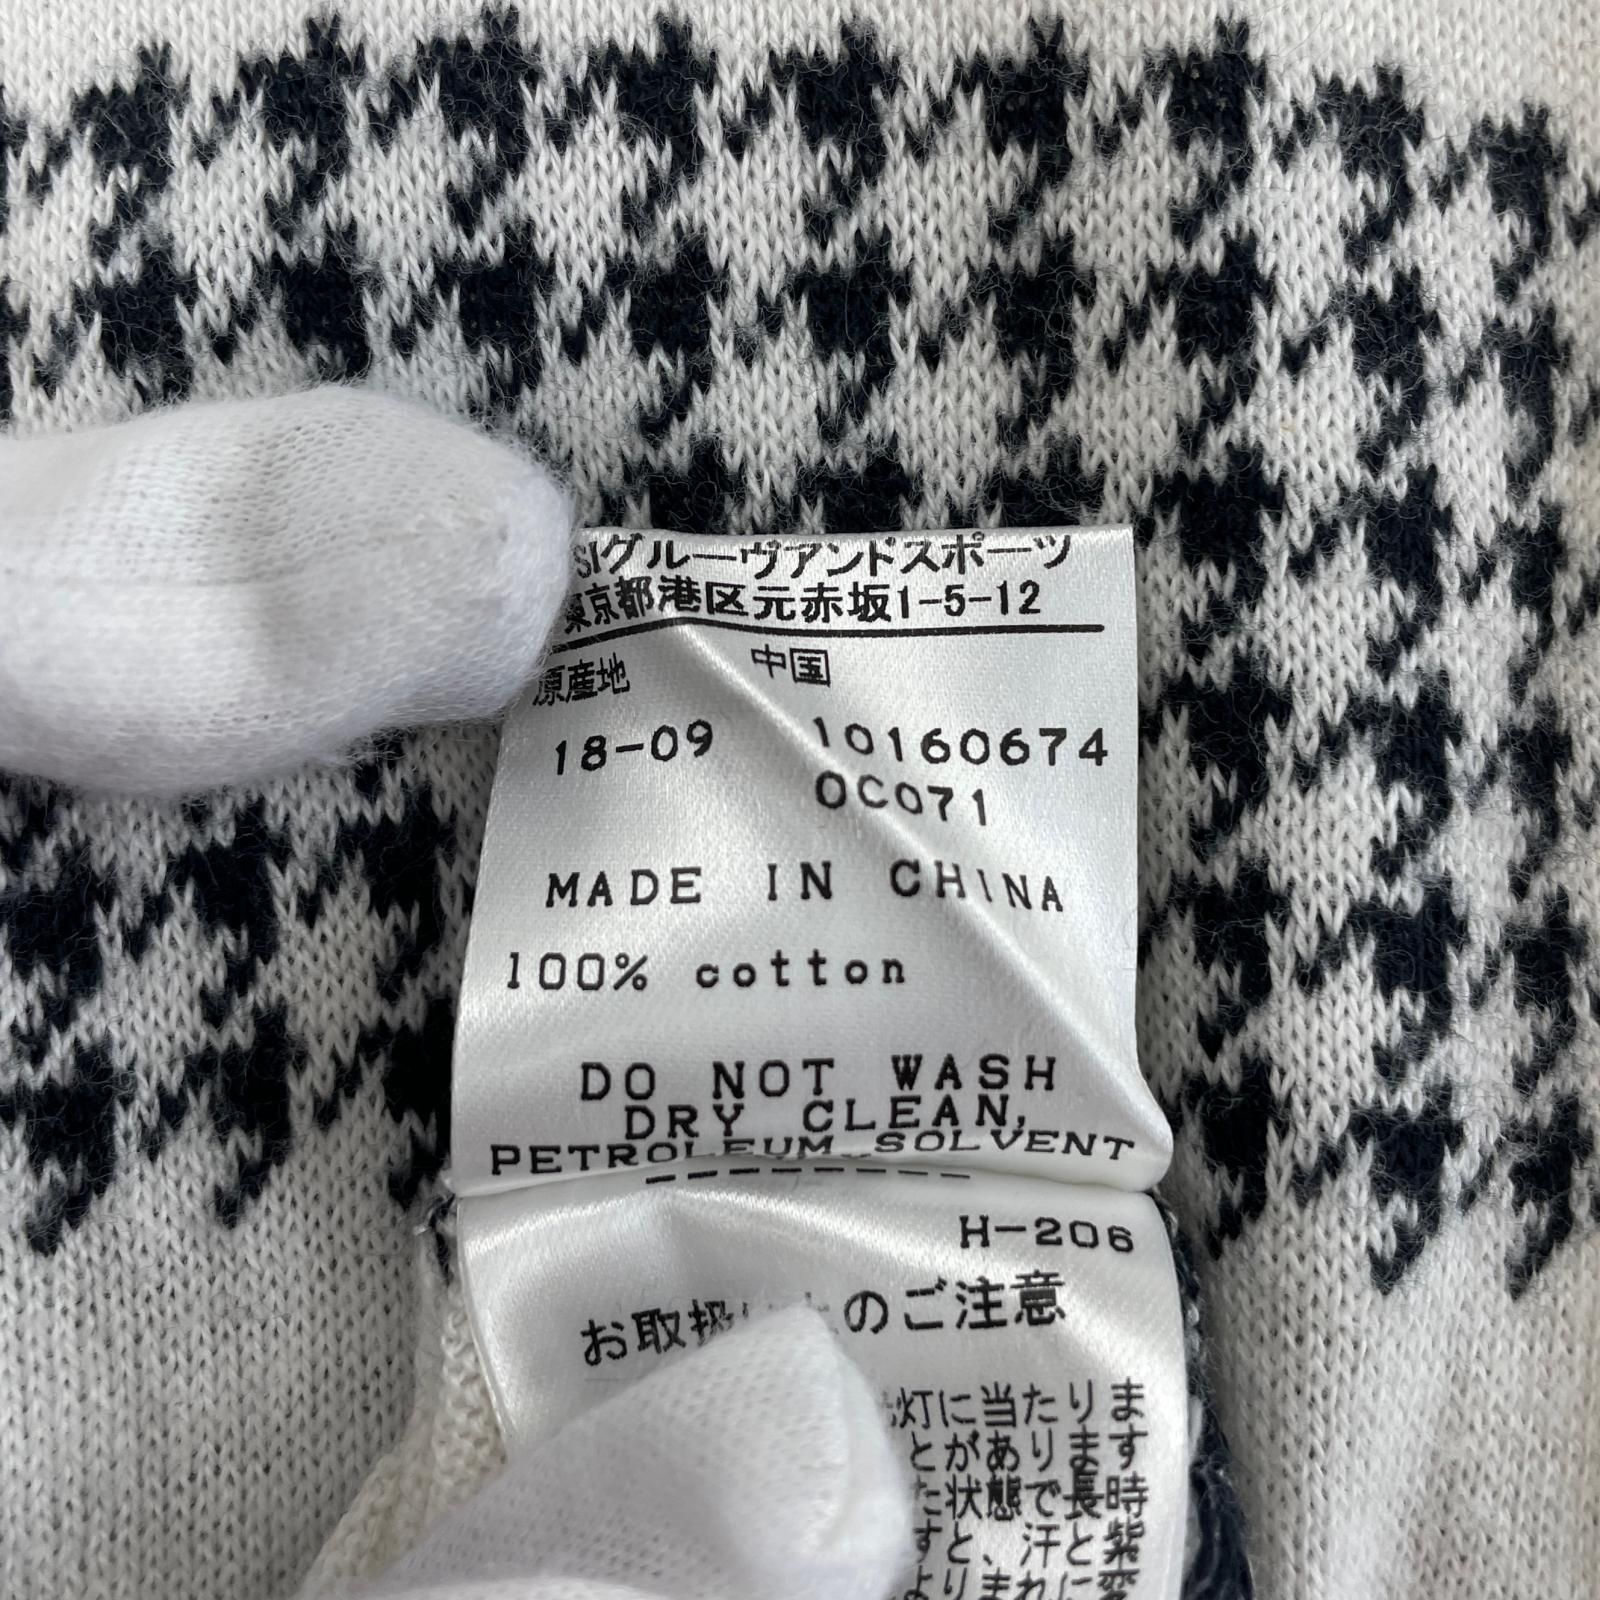 SIグルーヴアンドスポーツ
東京都港区元赤坂1-5-12
原産地 中国
18-09 10160674
0C071
MADE IN CHINA
100% cotton
DO NOT WASH
DRY CLEAN,
PETROLEUM SOLVENT
H-206
お取扱い上のご注意
灯に当たりま
とがあります
た状態で長時
すと、汗と紫
よりまれに変